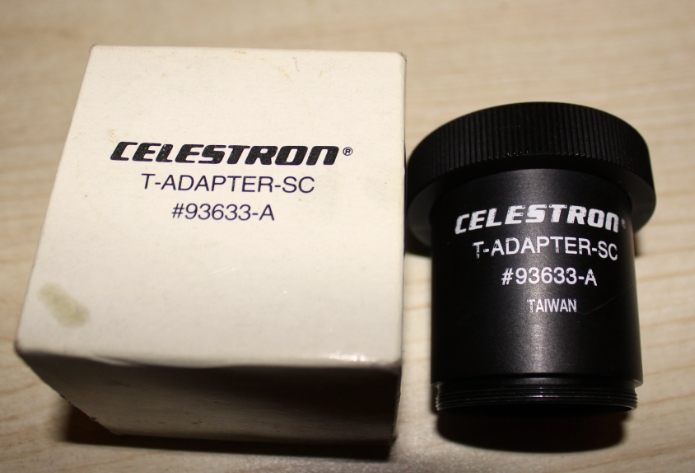 CELESTRON®
T-ADAPTER-SC
#93633-A
CELESTRON®
T-ADAPTER-SC
#93633-A
TAIWAN